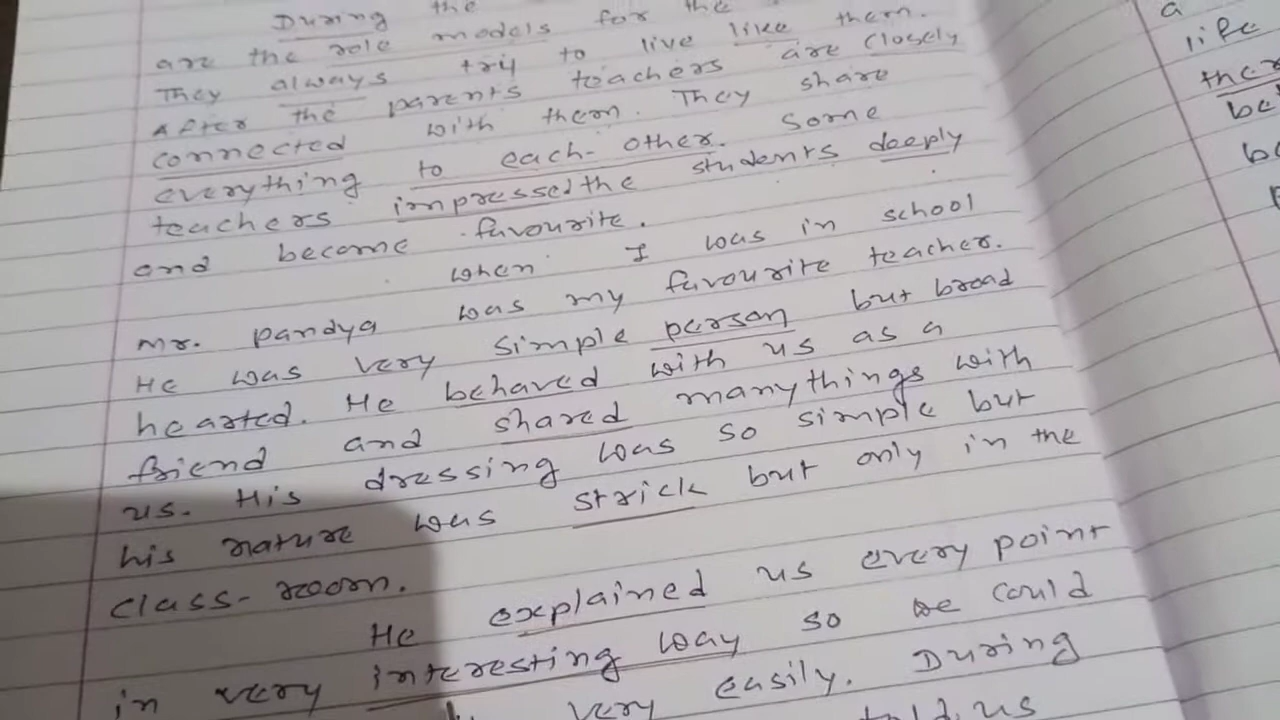 During the
are the role models for the
They always try to live like them.
After the parents teachers are closely
connected with them. They share
everything to each-other. Some
teachers impressed the students deeply
and become favourite.
when I was in school
Mr. pandya was my favourite teacher.
He was very simple person but broad
hearted. He behaved with us as a
friend and shared manythings with
us. His dressing was so simple but
his nature was strick but only in the
class-room.
He explained us every point
in very interesting way so we could
very easily. During
told us
a
life
be